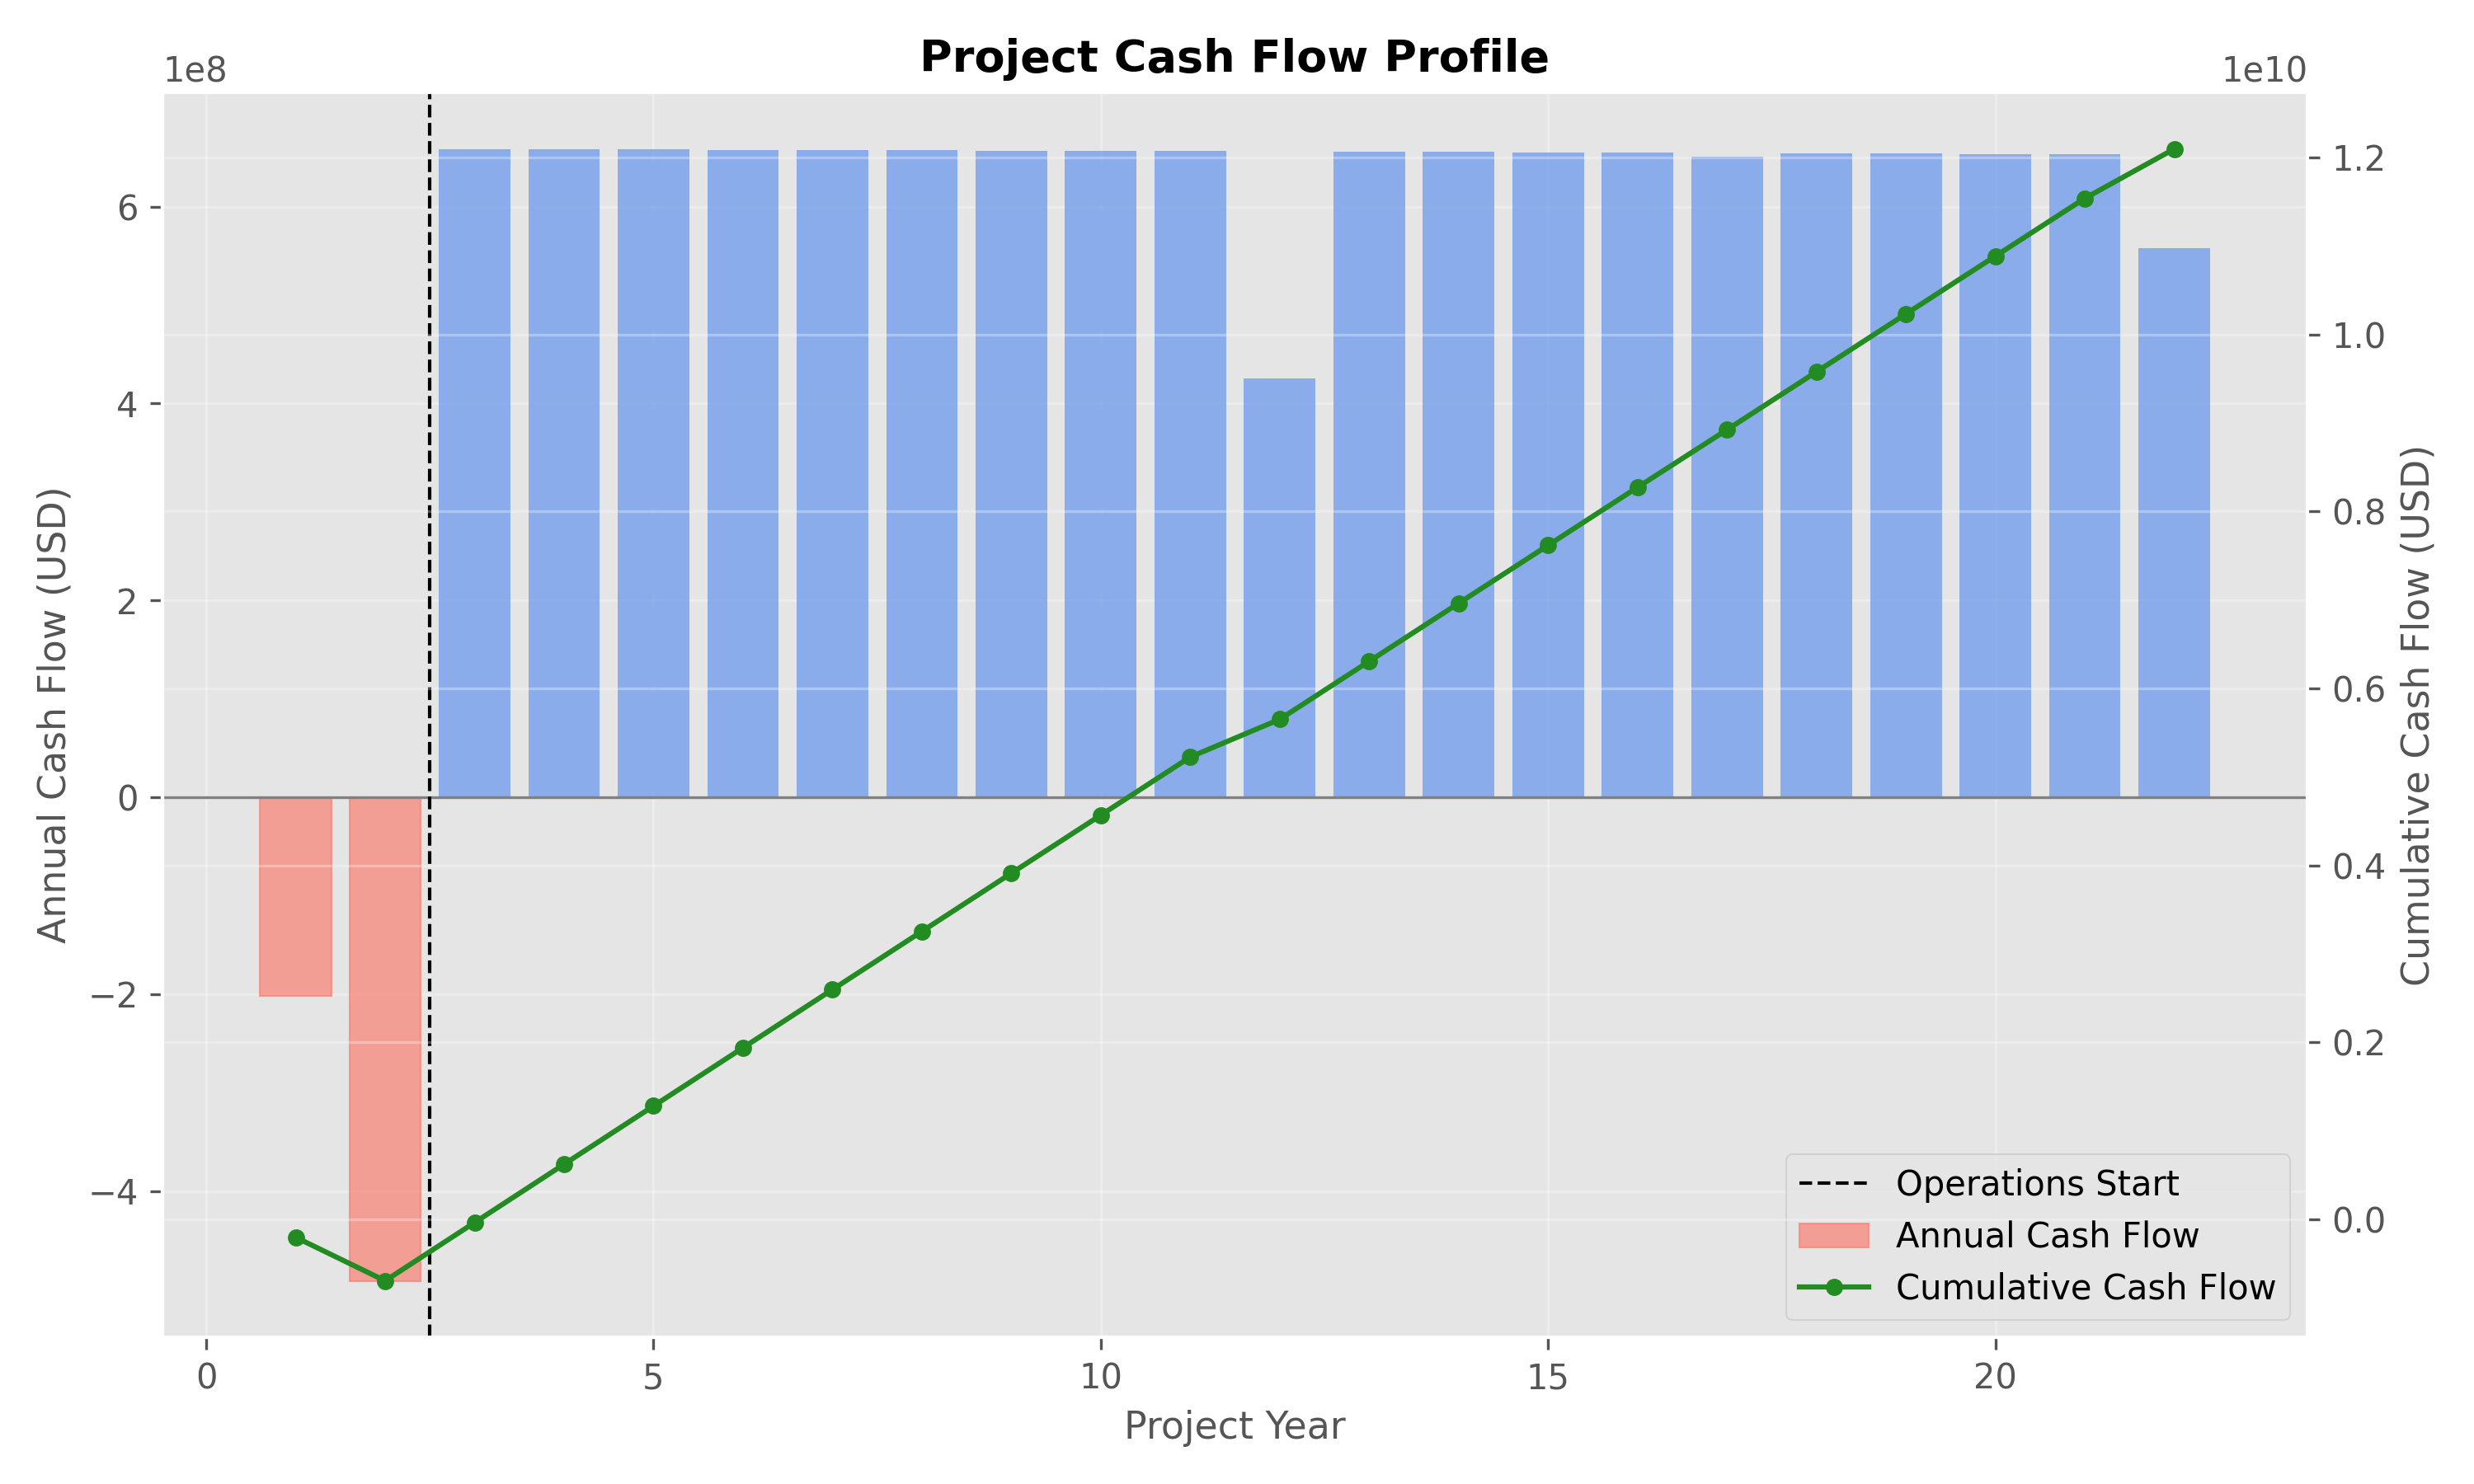 Project Cash Flow Profile
1e8
1e10
6
4
2
0
−2
−4
Annual Cash Flow (USD)
1.2
1.0
0.8
0.6
0.4
0.2
0.0
Cumulative Cash Flow (USD)
Operations Start
Annual Cash Flow
Cumulative Cash Flow
0
5
10
15
20
Project Year